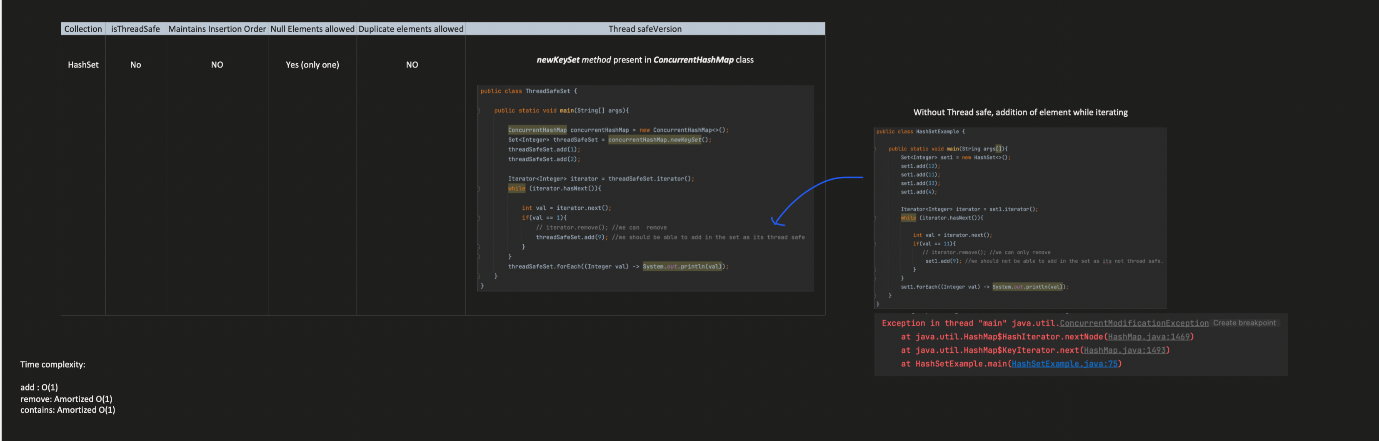 Collection isThreadSafe Maintains Insertion Order Null Elements allowed Duplicate elements allowed Thread safeVersion
HashSet No NO Yes (only one) NO newKeySet method present in ConcurrentHashMap class
public class ThreadSafeSet {
public static void main(String[] args){
ConcurrentHashMap concurrentHashMap = new ConcurrentHashMap<>();
Set<Integer> threadSafeSet = concurrentHashMap.newKeySet();
threadSafeSet.add(1);
threadSafeSet.add(2);
Iterator<Integer> iterator = threadSafeSet.iterator();
while (iterator.hasNext()){
int val = iterator.next();
if(val == 1){
// iterator.remove(); //we can remove
threadSafeSet.add(9); //we should be able to add in the set as its thread safe
}
}
threadSafeSet.forEach((Integer val) -> System.out.println(val));
}
}
Without Thread safe, addition of element while iterating
public class HashSetExample {
public static void main(String args[]){
Set<Integer> set1 = new HashSet<>();
set1.add(12);
set1.add(11);
set1.add(33);
set1.add(4);
Iterator<Integer> iterator = set1.iterator();
while (iterator.hasNext()){
int val = iterator.next();
if(val == 11){
// iterator.remove(); //we can only remove
set1.add(9); //we should not be able to add in the set as its not thread safe.
}
}
set1.forEach((Integer val) -> System.out.println(val));
}
}
Exception in thread "main" java.util.ConcurrentModificationException Create breakpoint
at java.util.HashMap$HashIterator.nextNode(HashMap.java:1469)
at java.util.HashMap$KeyIterator.next(HashMap.java:1493)
at HashSetExample.main(HashSetExample.java:75)
Time complexity:
add : O(1)
remove: Amortized O(1)
contains: Amortized O(1)